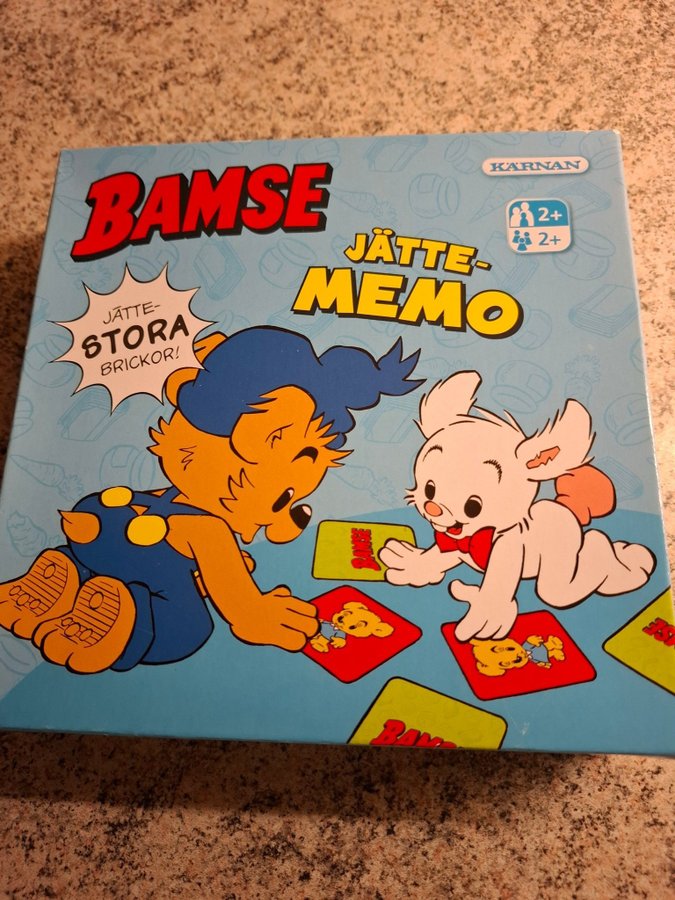 BAMSE
KÄRNAN
2+
2+
JÄTTE-
MEMO
JÄTTE-
STORA
BRICKOR!
BAMSE